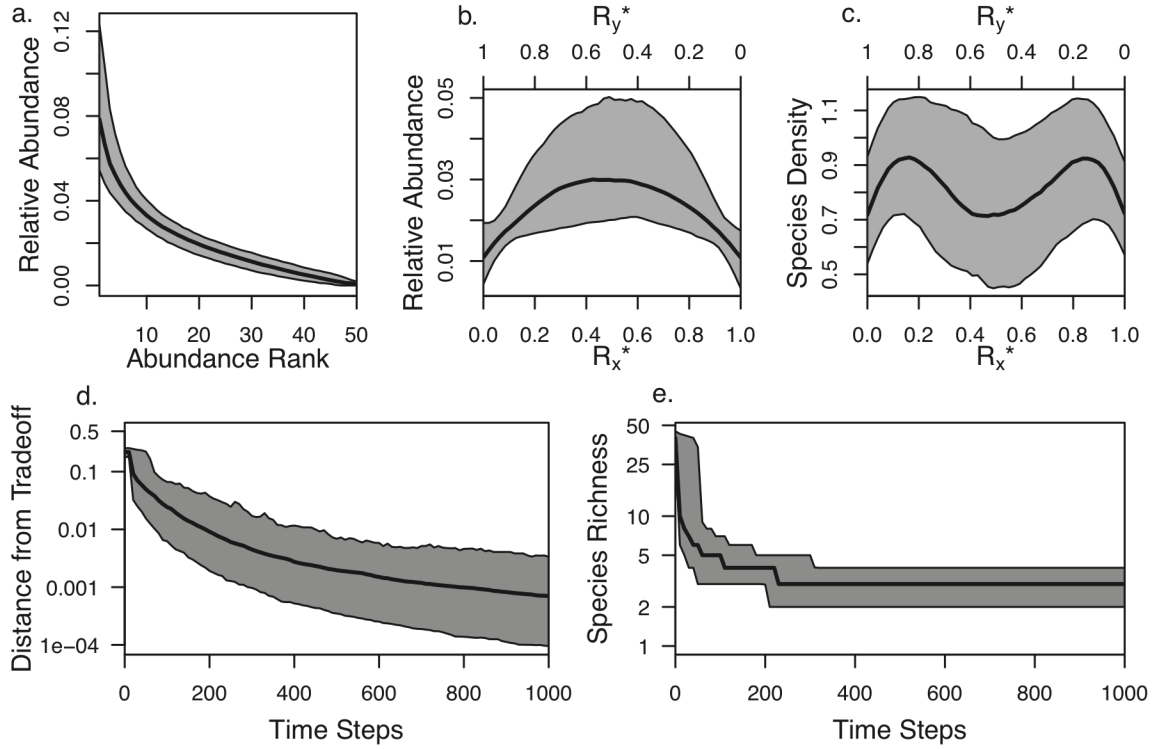 a.
Relative Abundance
0.00 0.04 0.08 0.12
10 20 30 40 50
Abundance Rank
b.
R_y*
1 0.8 0.6 0.4 0.2 0
Relative Abundance
0.01 0.03 0.05
0.0 0.2 0.4 0.6 0.8 1.0
R_x*
c.
R_y*
1 0.8 0.6 0.4 0.2 0
Species Density
0.5 0.7 0.9 1.1
0.0 0.2 0.4 0.6 0.8 1.0
R_x*
d.
Distance from Tradeoff
0.5
0.1
0.01
0.001
1e−04
0 200 400 600 800 1000
Time Steps
e.
Species Richness
50
25
10
5
2
1
0 200 400 600 800 1000
Time Steps